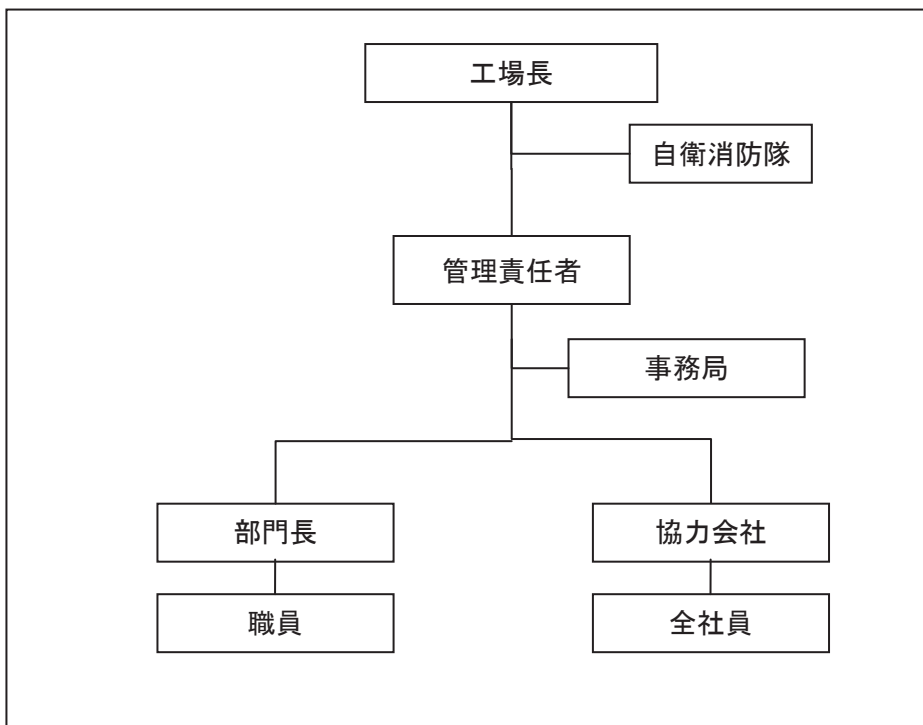 工場長
自衛消防隊
管理責任者
事務局
部門長
協力会社
職員
全社員